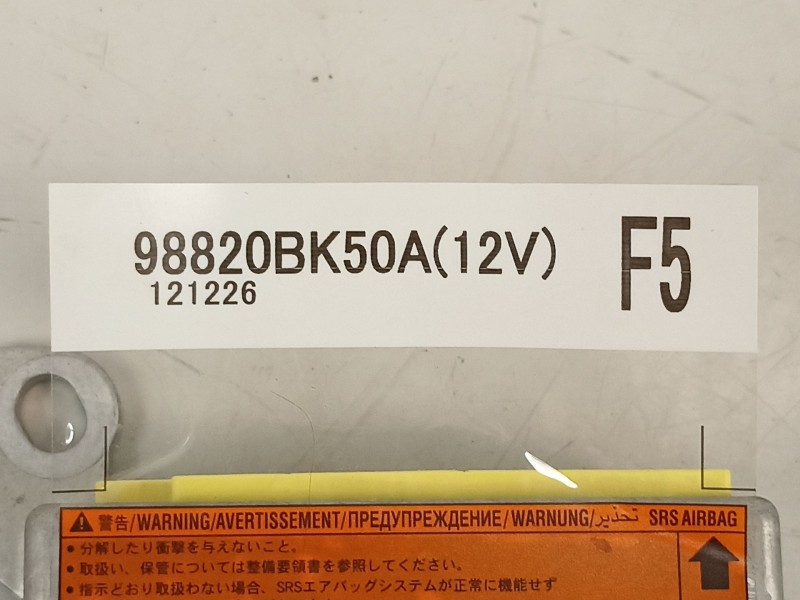 98820BK50A(12V) F5
121226
警告/WARNING/AVERTISSEMENT/ПРЕДУПРЕЖДЕНИЕ/WARNUNG/تحذير SRS AIRBAG
• 分解したり衝撃を与えないこと。
• 取扱い、保管については整備要領書を参照してください。
• 指示どおり取扱わない場合、SRSエアバッグシステムが正常に機能せず